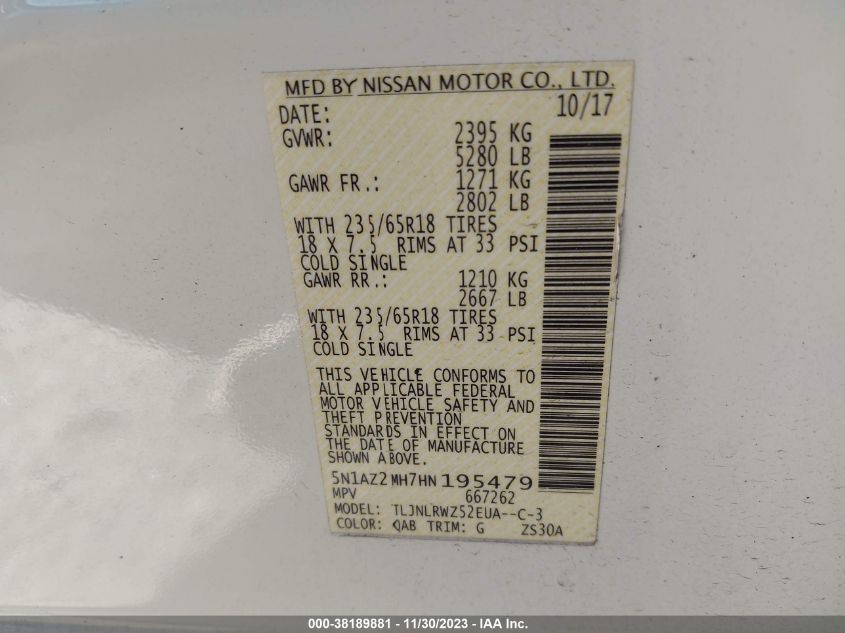 MFD BY NISSAN MOTOR CO., LTD.
DATE: 10/17
GVWR: 2395 KG
5280 LB
GAWR FR.: 1271 KG
2802 LB
WITH 235/65R18 TIRES
18 X 7.5 RIMS AT 33 PSI
COLD SINGLE
GAWR RR.: 1210 KG
2667 LB
WITH 235/65R18 TIRES
18 X 7.5 RIMS AT 33 PSI
COLD SINGLE
THIS VEHICLE CONFORMS TO
ALL APPLICABLE FEDERAL
MOTOR VEHICLE SAFETY AND
THEFT PREVENTION
STANDARDS IN EFFECT ON
THE DATE OF MANUFACTURE
SHOWN ABOVE.
5N1AZ2MH7HN195479
MPV 667262
MODEL: TLJNLRWZ52EUA--C-3
COLOR: QAB TRIM: G ZS30A
000-38189881 - 11/30/2023 - IAA Inc.